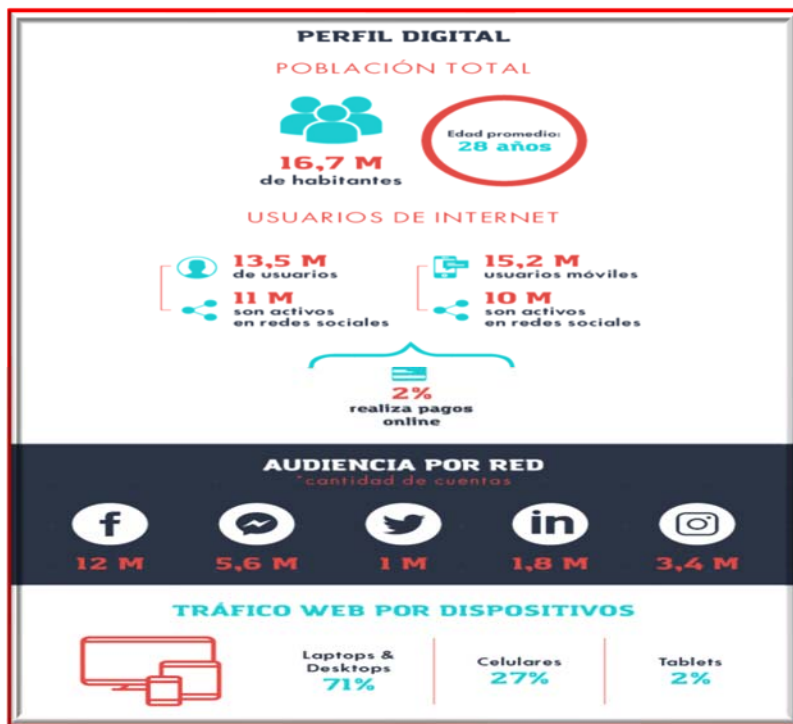 PERFIL DIGITAL
POBLACIÓN TOTAL
16,7 M
de habitantes
Edad promedio:
28 años
USUARIOS DE INTERNET
13,5 M
de usuarios
11 M
son activos
en redes sociales
15,2 M
usuarios móviles
10 M
son activos
en redes sociales
2%
realiza pagos
online
AUDIENCIA POR RED
*cantidad de cuentas
f
in
12 M
5,6 M
1 M
1,8 M
3,4 M
TRÁFICO WEB POR DISPOSITIVOS
Laptops &
Desktops
71%
Celulares
27%
Tablets
2%